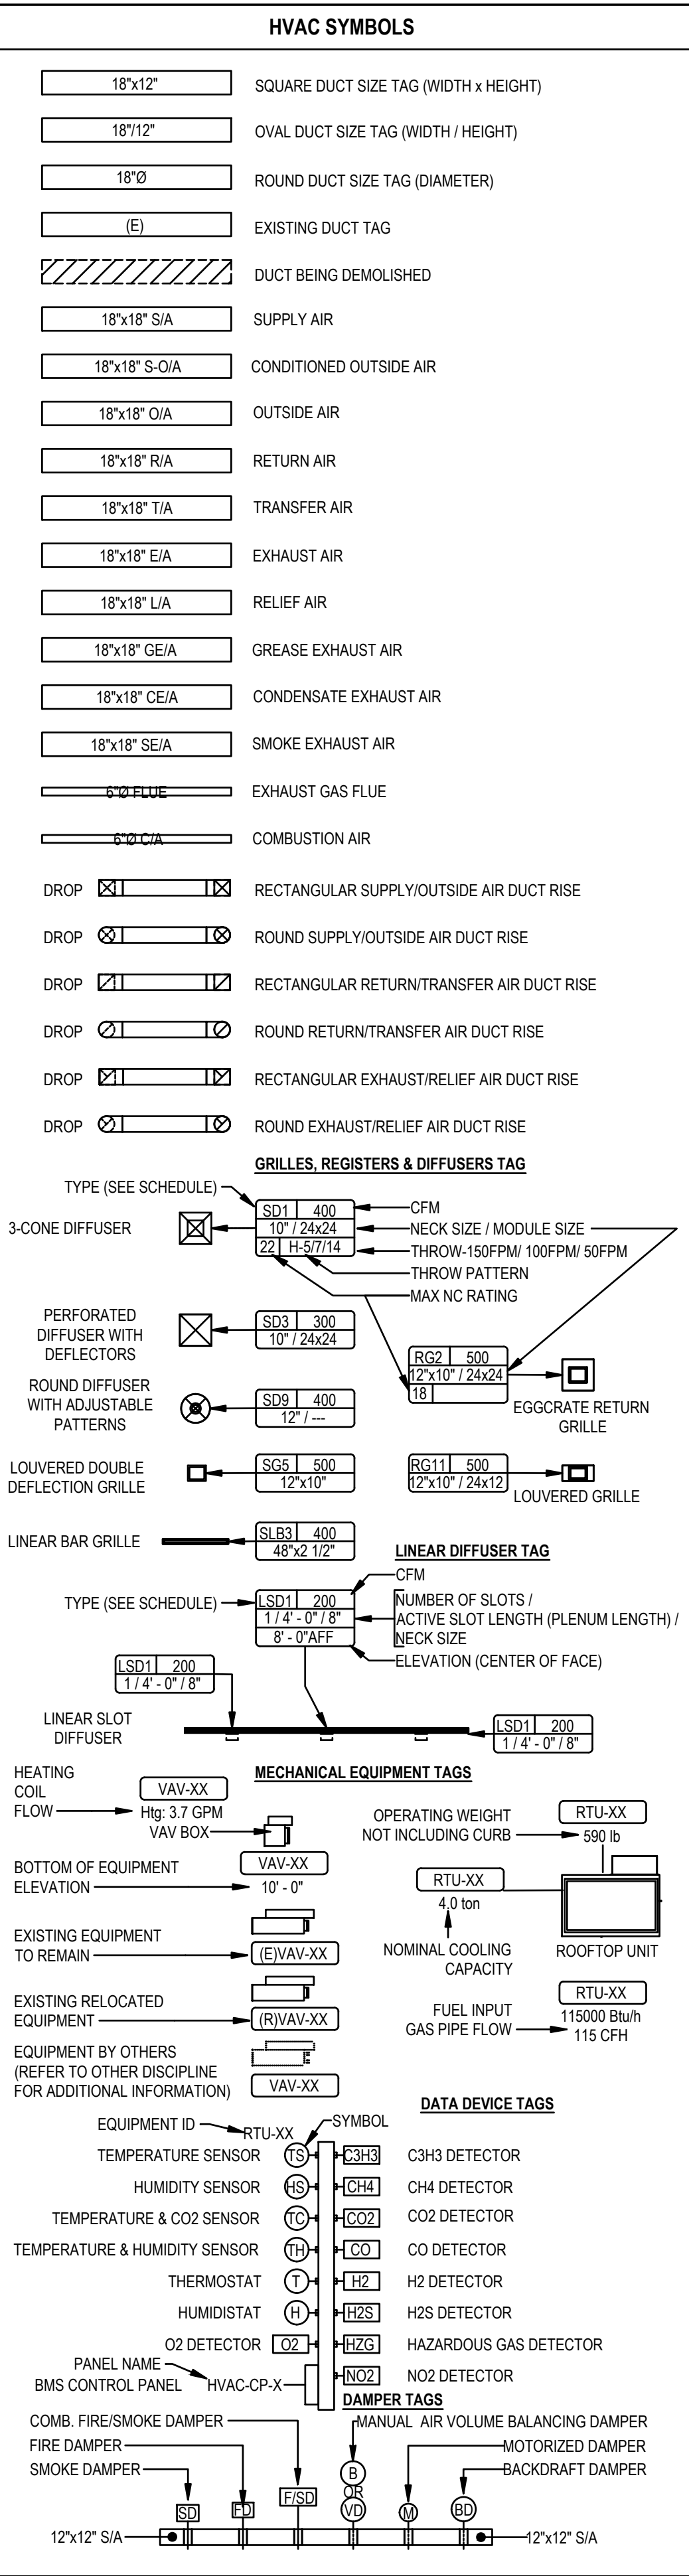 HVAC SYMBOLS
18"x12" SQUARE DUCT SIZE TAG (WIDTH x HEIGHT)
18"/12" OVAL DUCT SIZE TAG (WIDTH / HEIGHT)
18"Ø ROUND DUCT SIZE TAG (DIAMETER)
(E) EXISTING DUCT TAG
DUCT BEING DEMOLISHED
18"x18" S/A SUPPLY AIR
18"x18" S-O/A CONDITIONED OUTSIDE AIR
18"x18" O/A OUTSIDE AIR
18"x18" R/A RETURN AIR
18"x18" T/A TRANSFER AIR
18"x18" E/A EXHAUST AIR
18"x18" L/A RELIEF AIR
18"x18" GE/A GREASE EXHAUST AIR
18"x18" CE/A CONDENSATE EXHAUST AIR
18"x18" SE/A SMOKE EXHAUST AIR
6"Ø FLUE EXHAUST GAS FLUE
6"Ø C/A COMBUSTION AIR
DROP RECTANGULAR SUPPLY/OUTSIDE AIR DUCT RISE
DROP ROUND SUPPLY/OUTSIDE AIR DUCT RISE
DROP RECTANGULAR RETURN/TRANSFER AIR DUCT RISE
DROP ROUND RETURN/TRANSFER AIR DUCT RISE
DROP RECTANGULAR EXHAUST/RELIEF AIR DUCT RISE
DROP ROUND EXHAUST/RELIEF AIR DUCT RISE
GRILLES, REGISTERS & DIFFUSERS TAG
TYPE (SEE SCHEDULE)
3-CONE DIFFUSER
SD1 400
10" / 24x24
22 H-5/7/14
CFM
NECK SIZE / MODULE SIZE
THROW-150FPM/ 100FPM/ 50FPM
THROW PATTERN
MAX NC RATING
PERFORATED
DIFFUSER WITH
DEFLECTORS
SD3 300
10" / 24x24
RG2 500
12"x10" / 24x24
18
EGGCRATE RETURN
GRILLE
ROUND DIFFUSER
WITH ADJUSTABLE
PATTERNS
SD9 400
12" / ---
LOUVERED DOUBLE
DEFLECTION GRILLE
SG5 500
12"x10"
RG11 500
12"x10" / 24x12
LOUVERED GRILLE
LINEAR BAR GRILLE
SLB3 400
48"x2 1/2"
LINEAR DIFFUSER TAG
TYPE (SEE SCHEDULE)
LSD1 200
1 / 4' - 0" / 8"
8' - 0"AFF
CFM
NUMBER OF SLOTS /
ACTIVE SLOT LENGTH (PLENUM LENGTH) /
NECK SIZE
ELEVATION (CENTER OF FACE)
LSD1 200
1 / 4' - 0" / 8"
LINEAR SLOT
DIFFUSER
LSD1 200
1 / 4' - 0" / 8"
MECHANICAL EQUIPMENT TAGS
HEATING
COIL
FLOW
VAV-XX
Htg: 3.7 GPM
VAV BOX
BOTTOM OF EQUIPMENT
ELEVATION
VAV-XX
10' - 0"
EXISTING EQUIPMENT
TO REMAIN
(E)VAV-XX
EXISTING RELOCATED
EQUIPMENT
(R)VAV-XX
EQUIPMENT BY OTHERS
(REFER TO OTHER DISCIPLINE
FOR ADDITIONAL INFORMATION)
VAV-XX
OPERATING WEIGHT
NOT INCLUDING CURB
RTU-XX
590 lb
RTU-XX
4.0 ton
NOMINAL COOLING
CAPACITY
ROOFTOP UNIT
FUEL INPUT
GAS PIPE FLOW
RTU-XX
115000 Btu/h
115 CFH
DATA DEVICE TAGS
EQUIPMENT ID
RTU-XX
SYMBOL
TEMPERATURE SENSOR TS C3H3 C3H3 DETECTOR
HUMIDITY SENSOR HS CH4 CH4 DETECTOR
TEMPERATURE & CO2 SENSOR TC CO2 CO2 DETECTOR
TEMPERATURE & HUMIDITY SENSOR TH CO CO DETECTOR
THERMOSTAT T H2 H2 DETECTOR
HUMIDISTAT H H2S H2S DETECTOR
O2 DETECTOR O2 HZG HAZARDOUS GAS DETECTOR
PANEL NAME
BMS CONTROL PANEL HVAC-CP-X
NO2 NO2 DETECTOR
DAMPER TAGS
COMB. FIRE/SMOKE DAMPER
FIRE DAMPER
SMOKE DAMPER
MANUAL AIR VOLUME BALANCING DAMPER
MOTORIZED DAMPER
BACKDRAFT DAMPER
SD FD F/SD B
OR
VD M BD
12"x12" S/A 12"x12" S/A